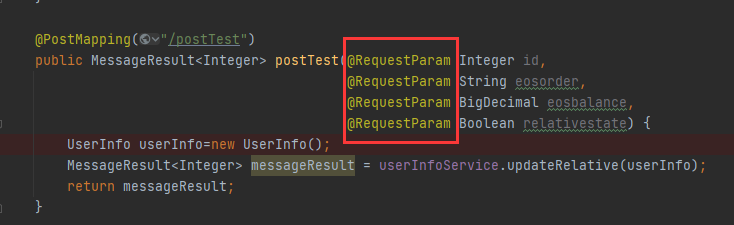 @PostMapping("/postTest")
public MessageResult<Integer> postTest(@RequestParam Integer id,
@RequestParam String eosorder,
@RequestParam BigDecimal eosbalance,
@RequestParam Boolean relativestate) {
UserInfo userInfo=new UserInfo();
MessageResult<Integer> messageResult = userInfoService.updateRelative(userInfo);
return messageResult;
}